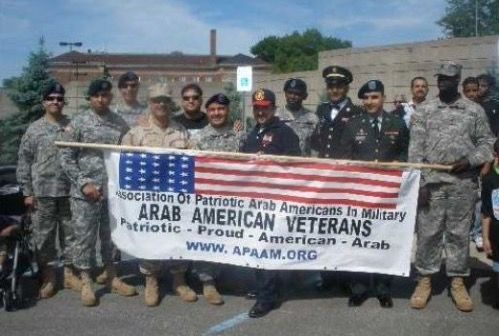 Association Of Patriotic Arab Americans In Military
ARAB AMERICAN VETERANS
Patriotic - Proud - American - Arab
WWW.APAAM.ORG